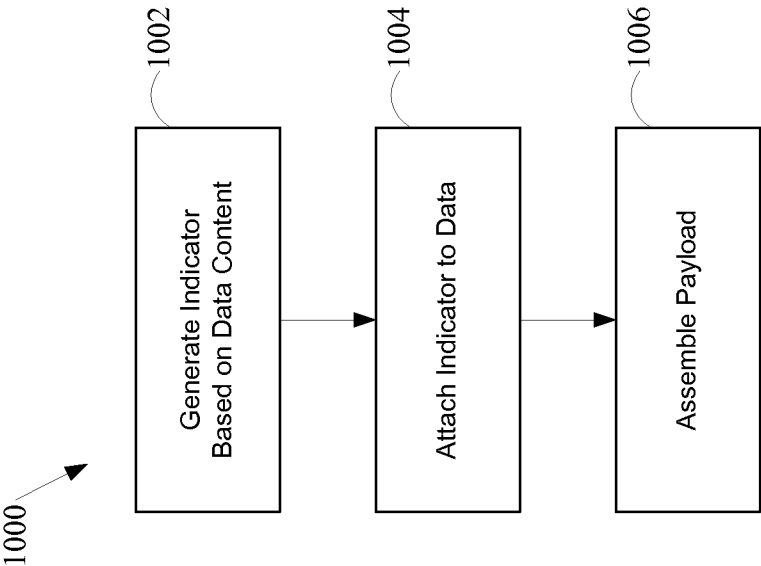 1000
1002
Generate Indicator
Based on Data Content
1004
Attach Indicator to Data
1006
Assemble Payload